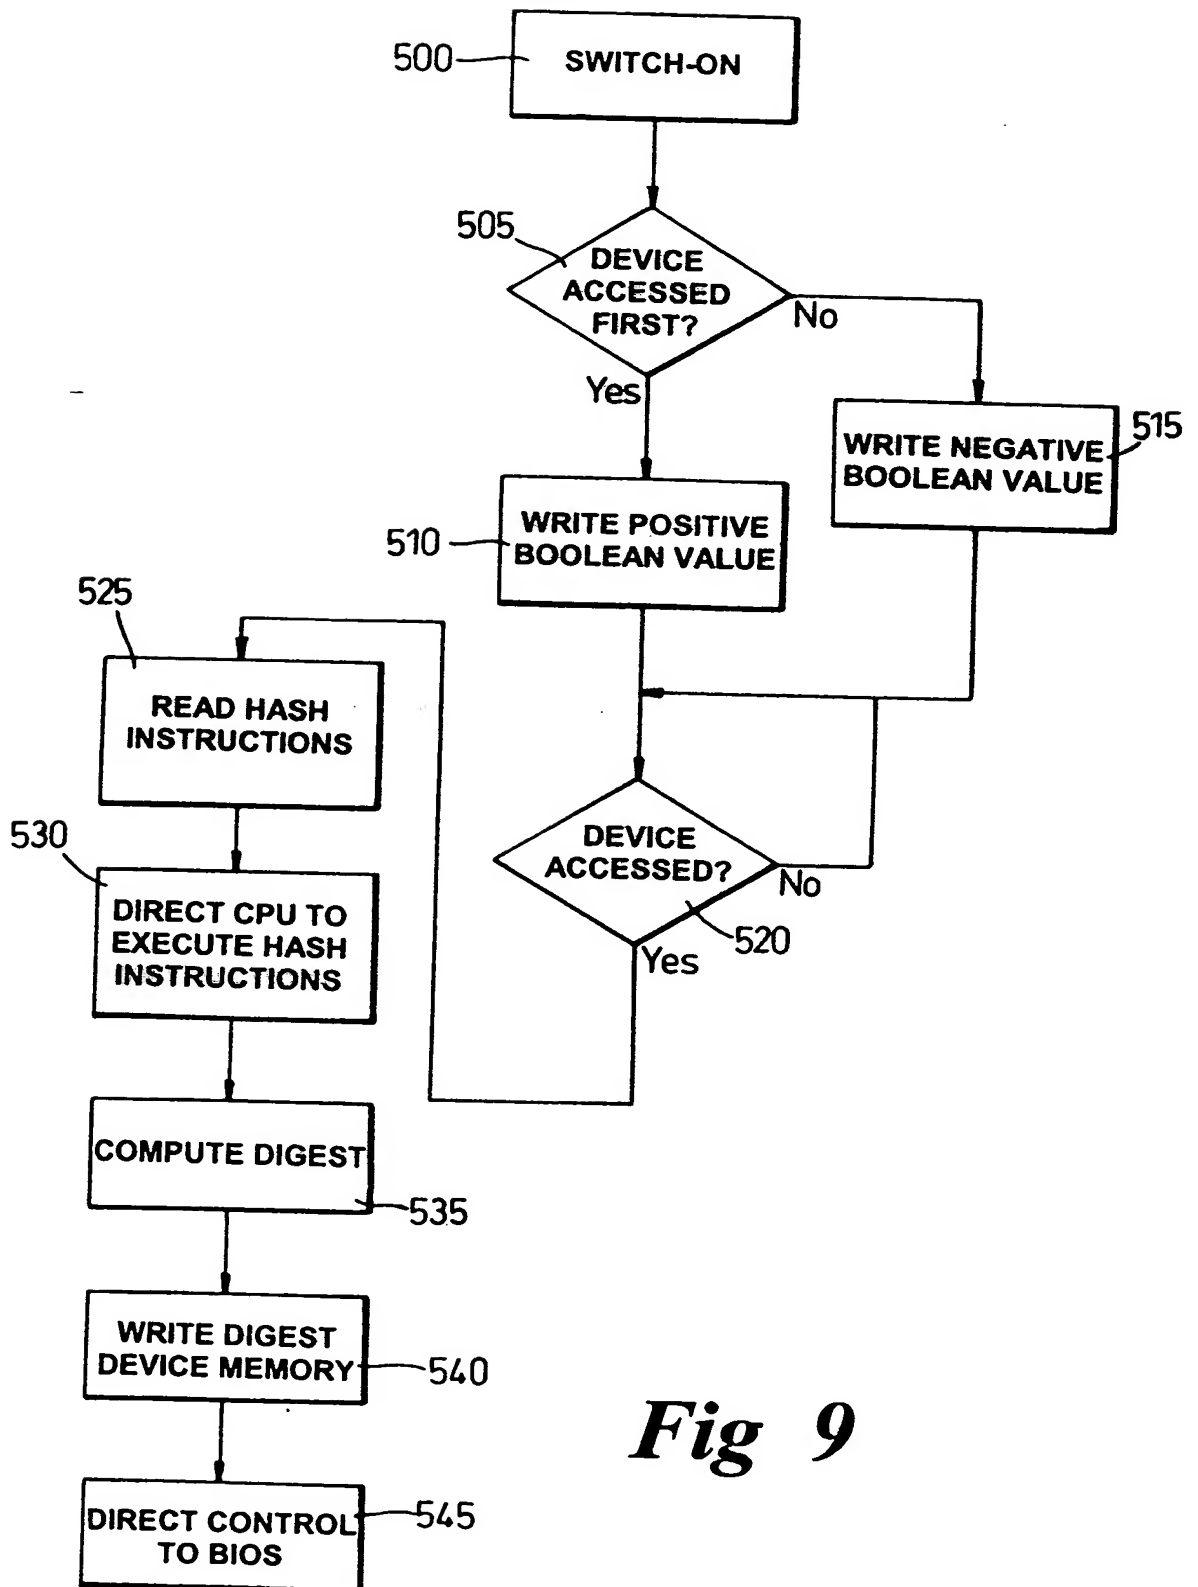 500
SWITCH-ON
505
DEVICE
ACCESSED
FIRST?
No
Yes
515
WRITE NEGATIVE
BOOLEAN VALUE
510
WRITE POSITIVE
BOOLEAN VALUE
525
READ HASH
INSTRUCTIONS
530
DIRECT CPU TO
EXECUTE HASH
INSTRUCTIONS
DEVICE
ACCESSED?
No
520
Yes
COMPUTE DIGEST
535
WRITE DIGEST
DEVICE MEMORY
540
DIRECT CONTROL
TO BIOS
545
Fig 9